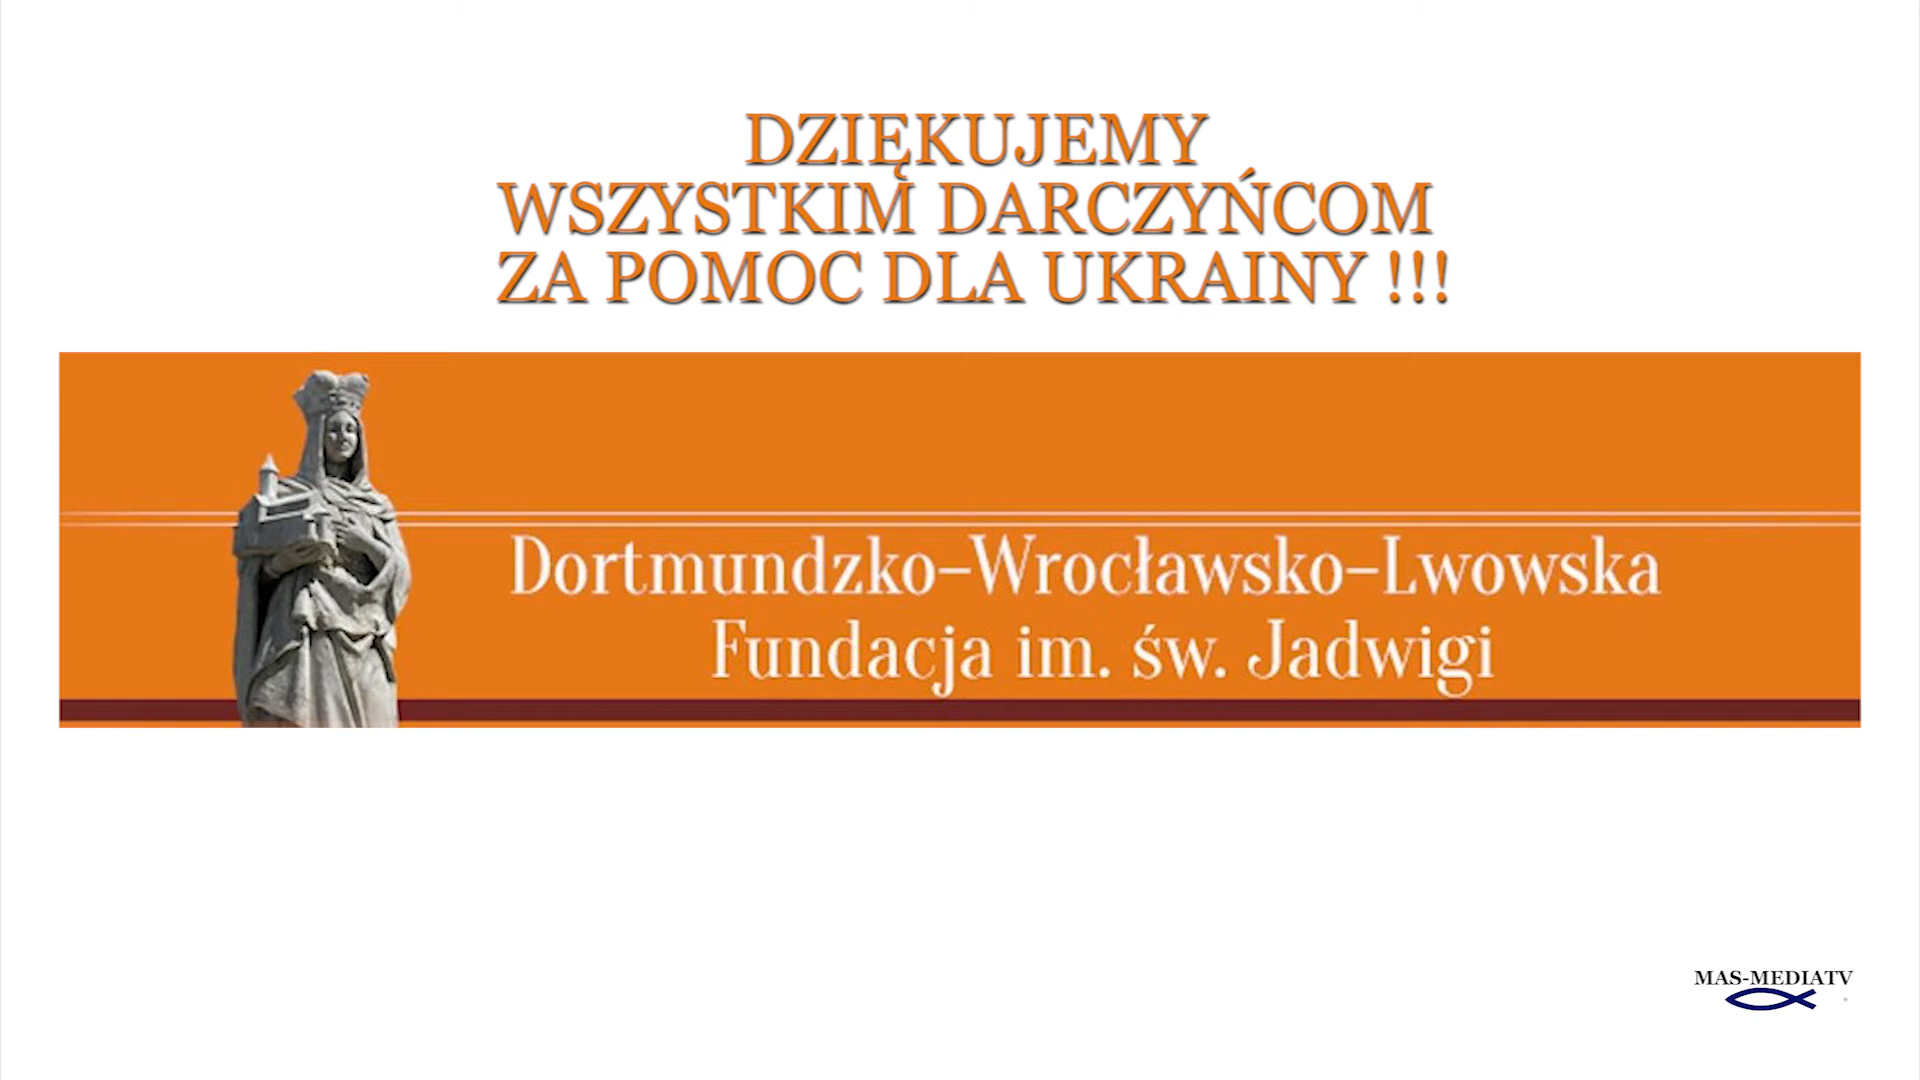 DZIĘKUJEMY
WSZYSTKIM DARCZYŃCOM
ZA POMOC DLA UKRAINY !!!
Dortmundzko–Wrocławsko–Lwowska
Fundacja im. św. Jadwigi
MAS-MEDIATV